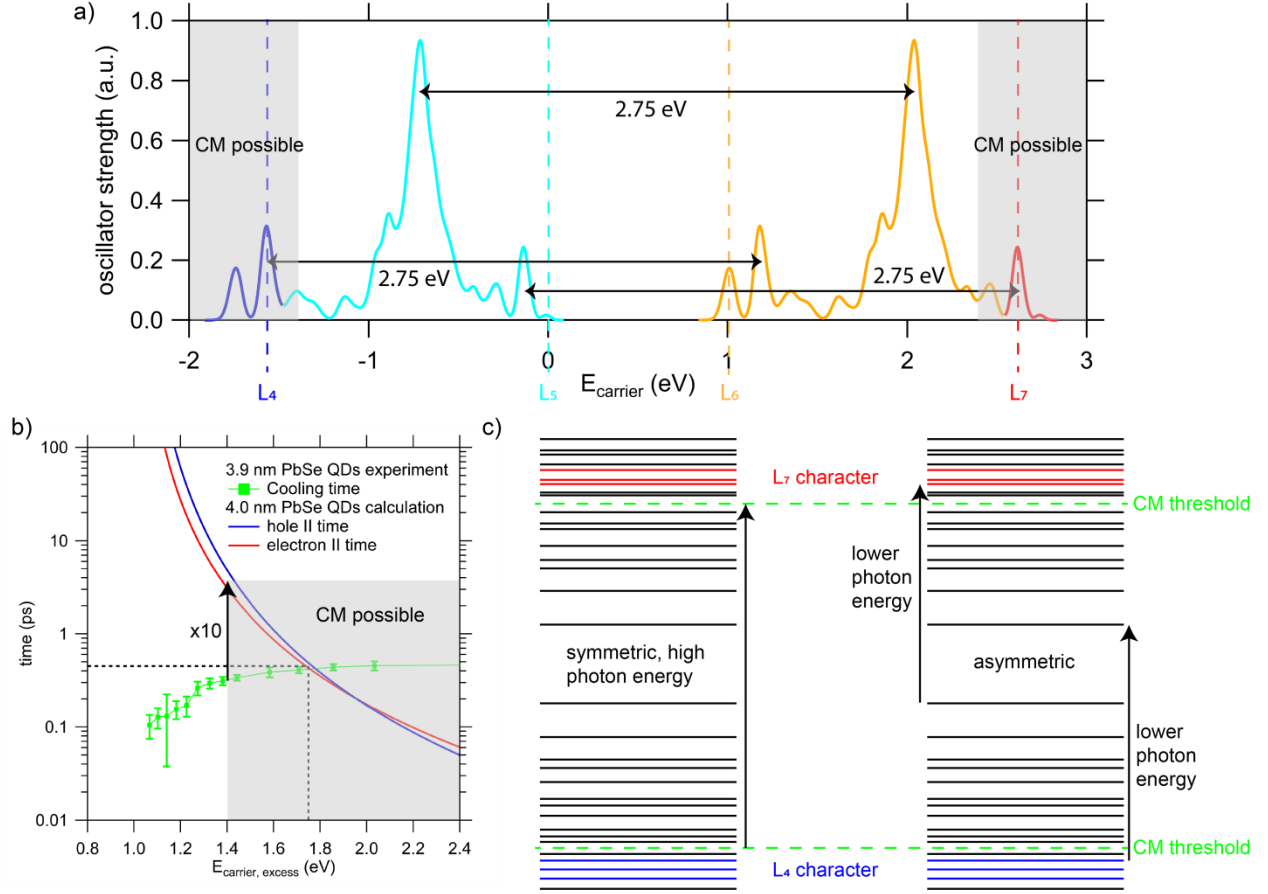 a)
oscillator strength (a.u.)
1.0
0.8
0.6
0.4
0.2
0.0
CM possible
CM possible
2.75 eV
2.75 eV
2.75 eV
-2
-1
0
1
2
3
L₄
L₅
E_carrier (eV)
L₆
L₇
b)
time (ps)
100
10
1
0.1
0.01
3.9 nm PbSe QDs experiment
Cooling time
4.0 nm PbSe QDs calculation
hole II time
electron II time
CM possible
x10
0.8
1.0
1.2
1.4
1.6
1.8
2.0
2.2
2.4
E_carrier, excess (eV)
c)
L₇ character
CM threshold
lower
photon
energy
symmetric, high
photon energy
asymmetric
lower
photon
energy
CM threshold
L₄ character